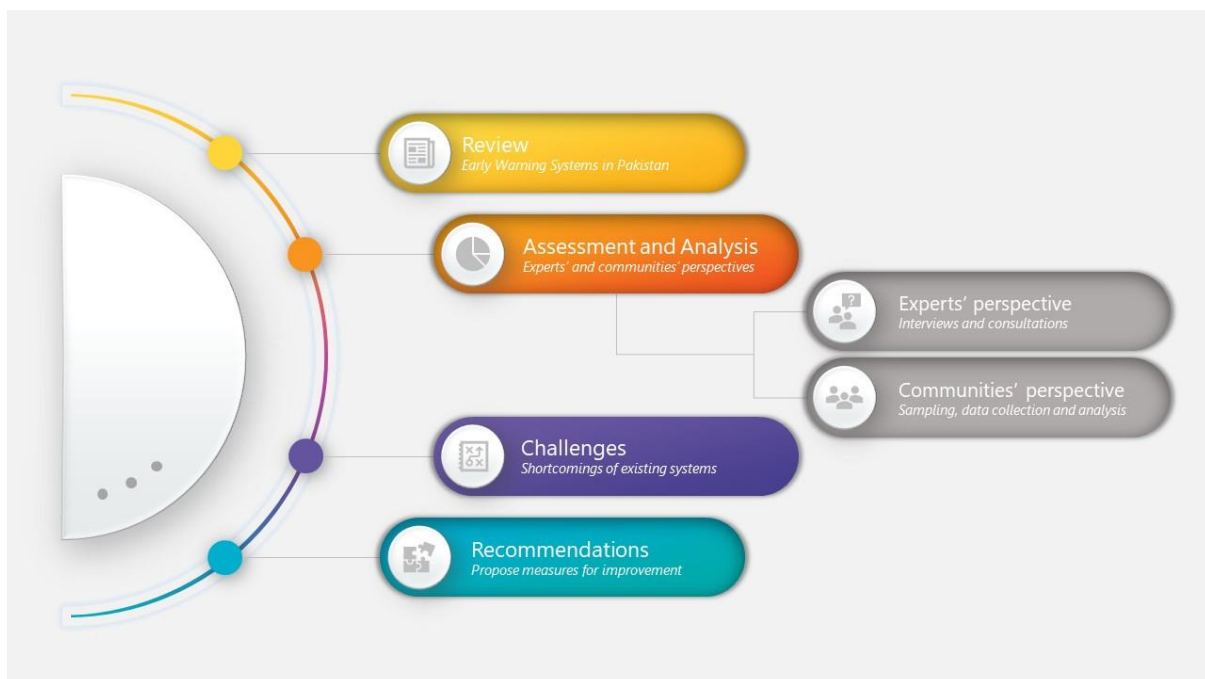 Review
Early Warning Systems in Pakistan
Assessment and Analysis
Experts' and communities' perspectives
Experts' perspective
Interviews and consultations
Communities' perspective
Sampling, data collection and analysis
Challenges
Shortcomings of existing systems
Recommendations
Propose measures for improvement